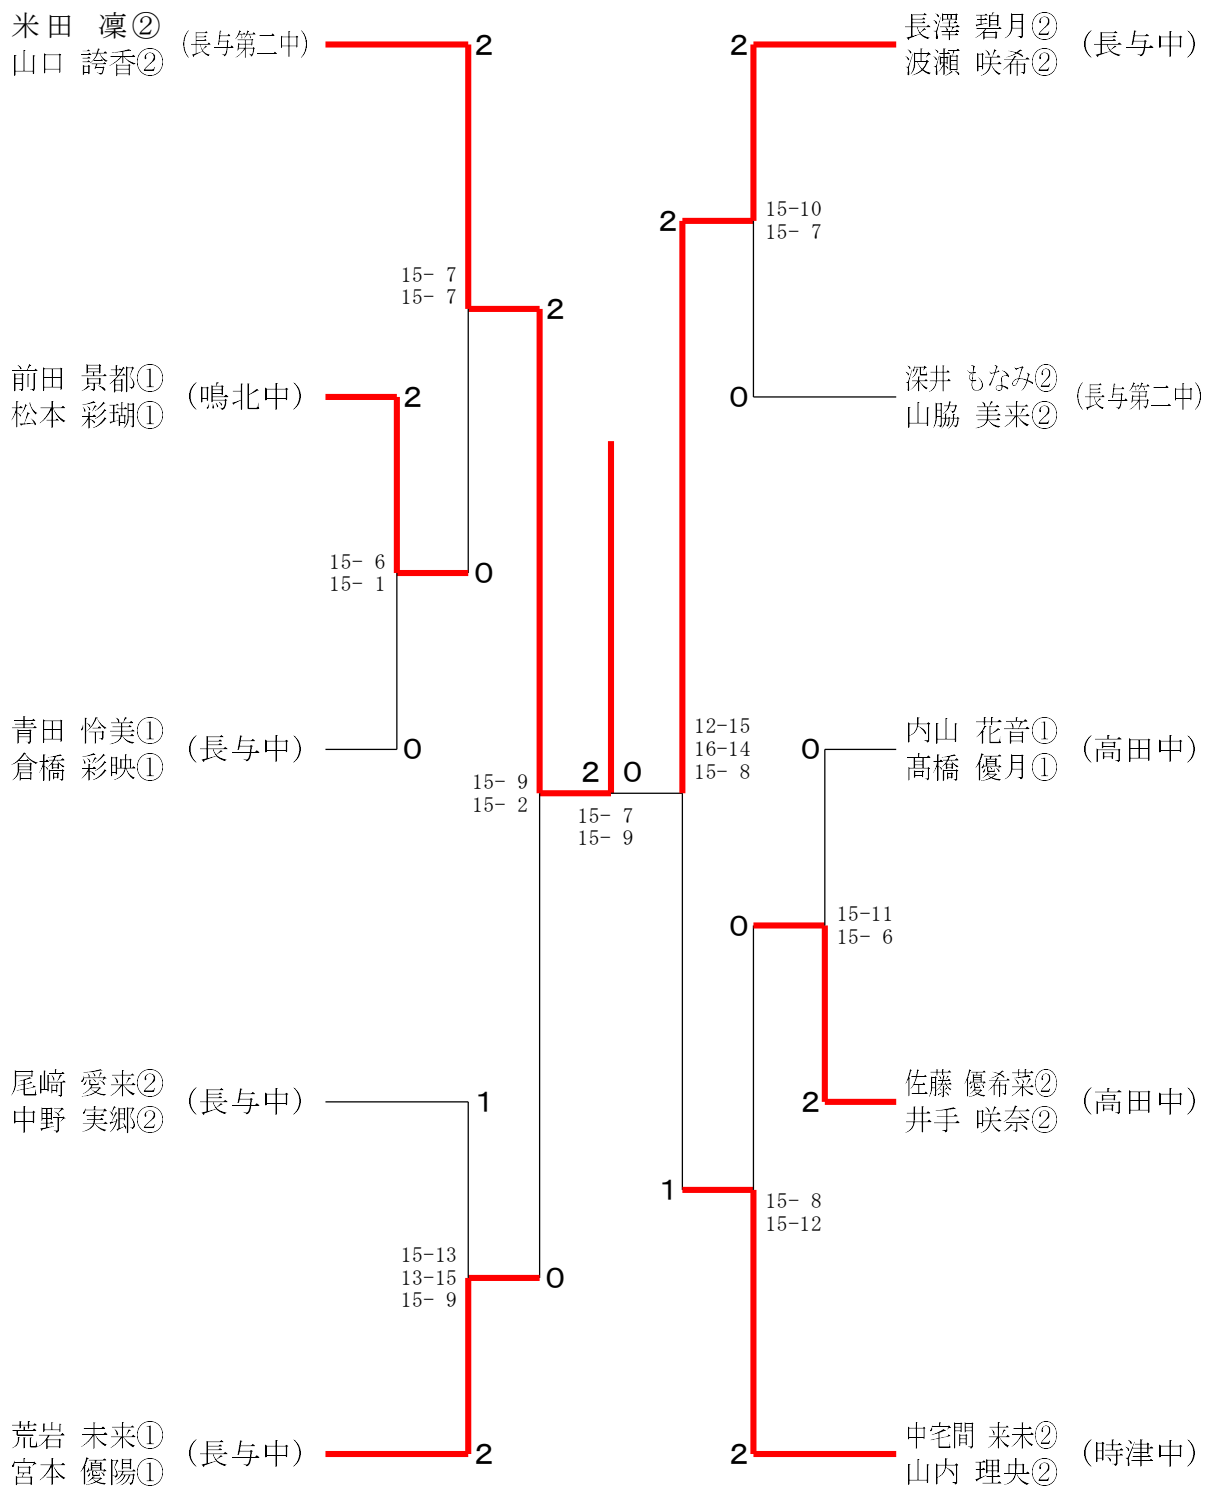 米田 凜②
山口 誇香②
(長与第二中)
2
15- 7
15- 7
2
前田 景都①
松本 彩瑚①
(鳴北中)
2
15- 6
15- 1
0
青田 怜美①
倉橋 彩映①
(長与中)
0
15- 9
15- 2
尾﨑 愛来②
中野 実郷②
(長与中)
1
15-13
13-15
15- 9
0
荒岩 未来①
宮本 優陽①
(長与中)
2
2 0
15- 7
15- 9
2
長澤 碧月②
波瀬 咲希②
(長与中)
2
15-10
15- 7
0
深井 もなみ②
山脇 美来②
(長与第二中)
12-15
16-14
15- 8
0
内山 花音①
髙橋 優月①
(高田中)
0
15-11
15- 6
2
佐藤 優希菜②
井手 咲奈②
(高田中)
1
15- 8
15-12
2
中宅間 来未②
山内 理央②
(時津中)